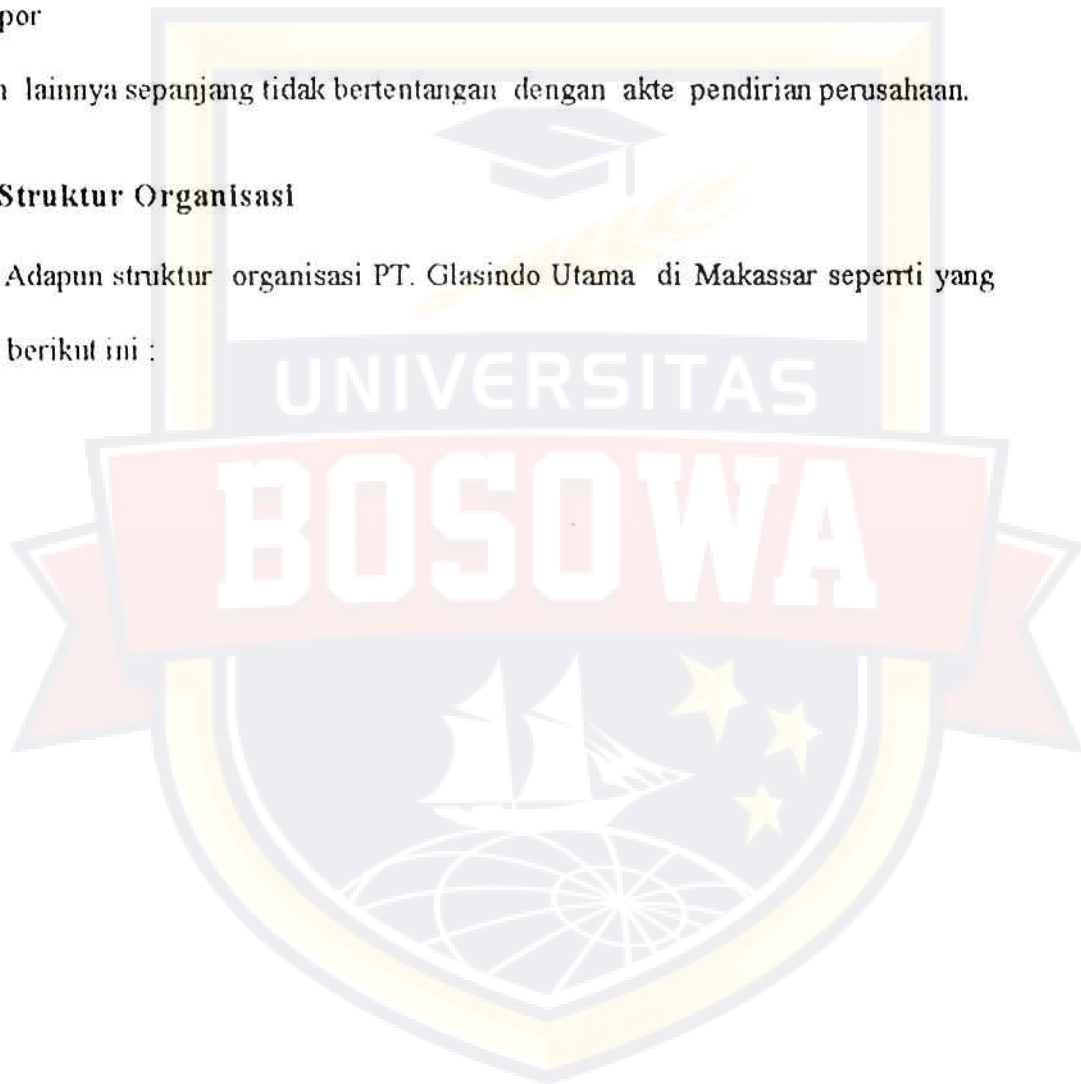 por
lainnya sepanjang tidak bertentangan dengan akte pendirian perusahaan.
Struktur Organisasi
Adapun struktur organisasi PT. Glasindo Utama di Makassar seperrti yang
berikut ini :
UNIVERSITAS
BOSOWA